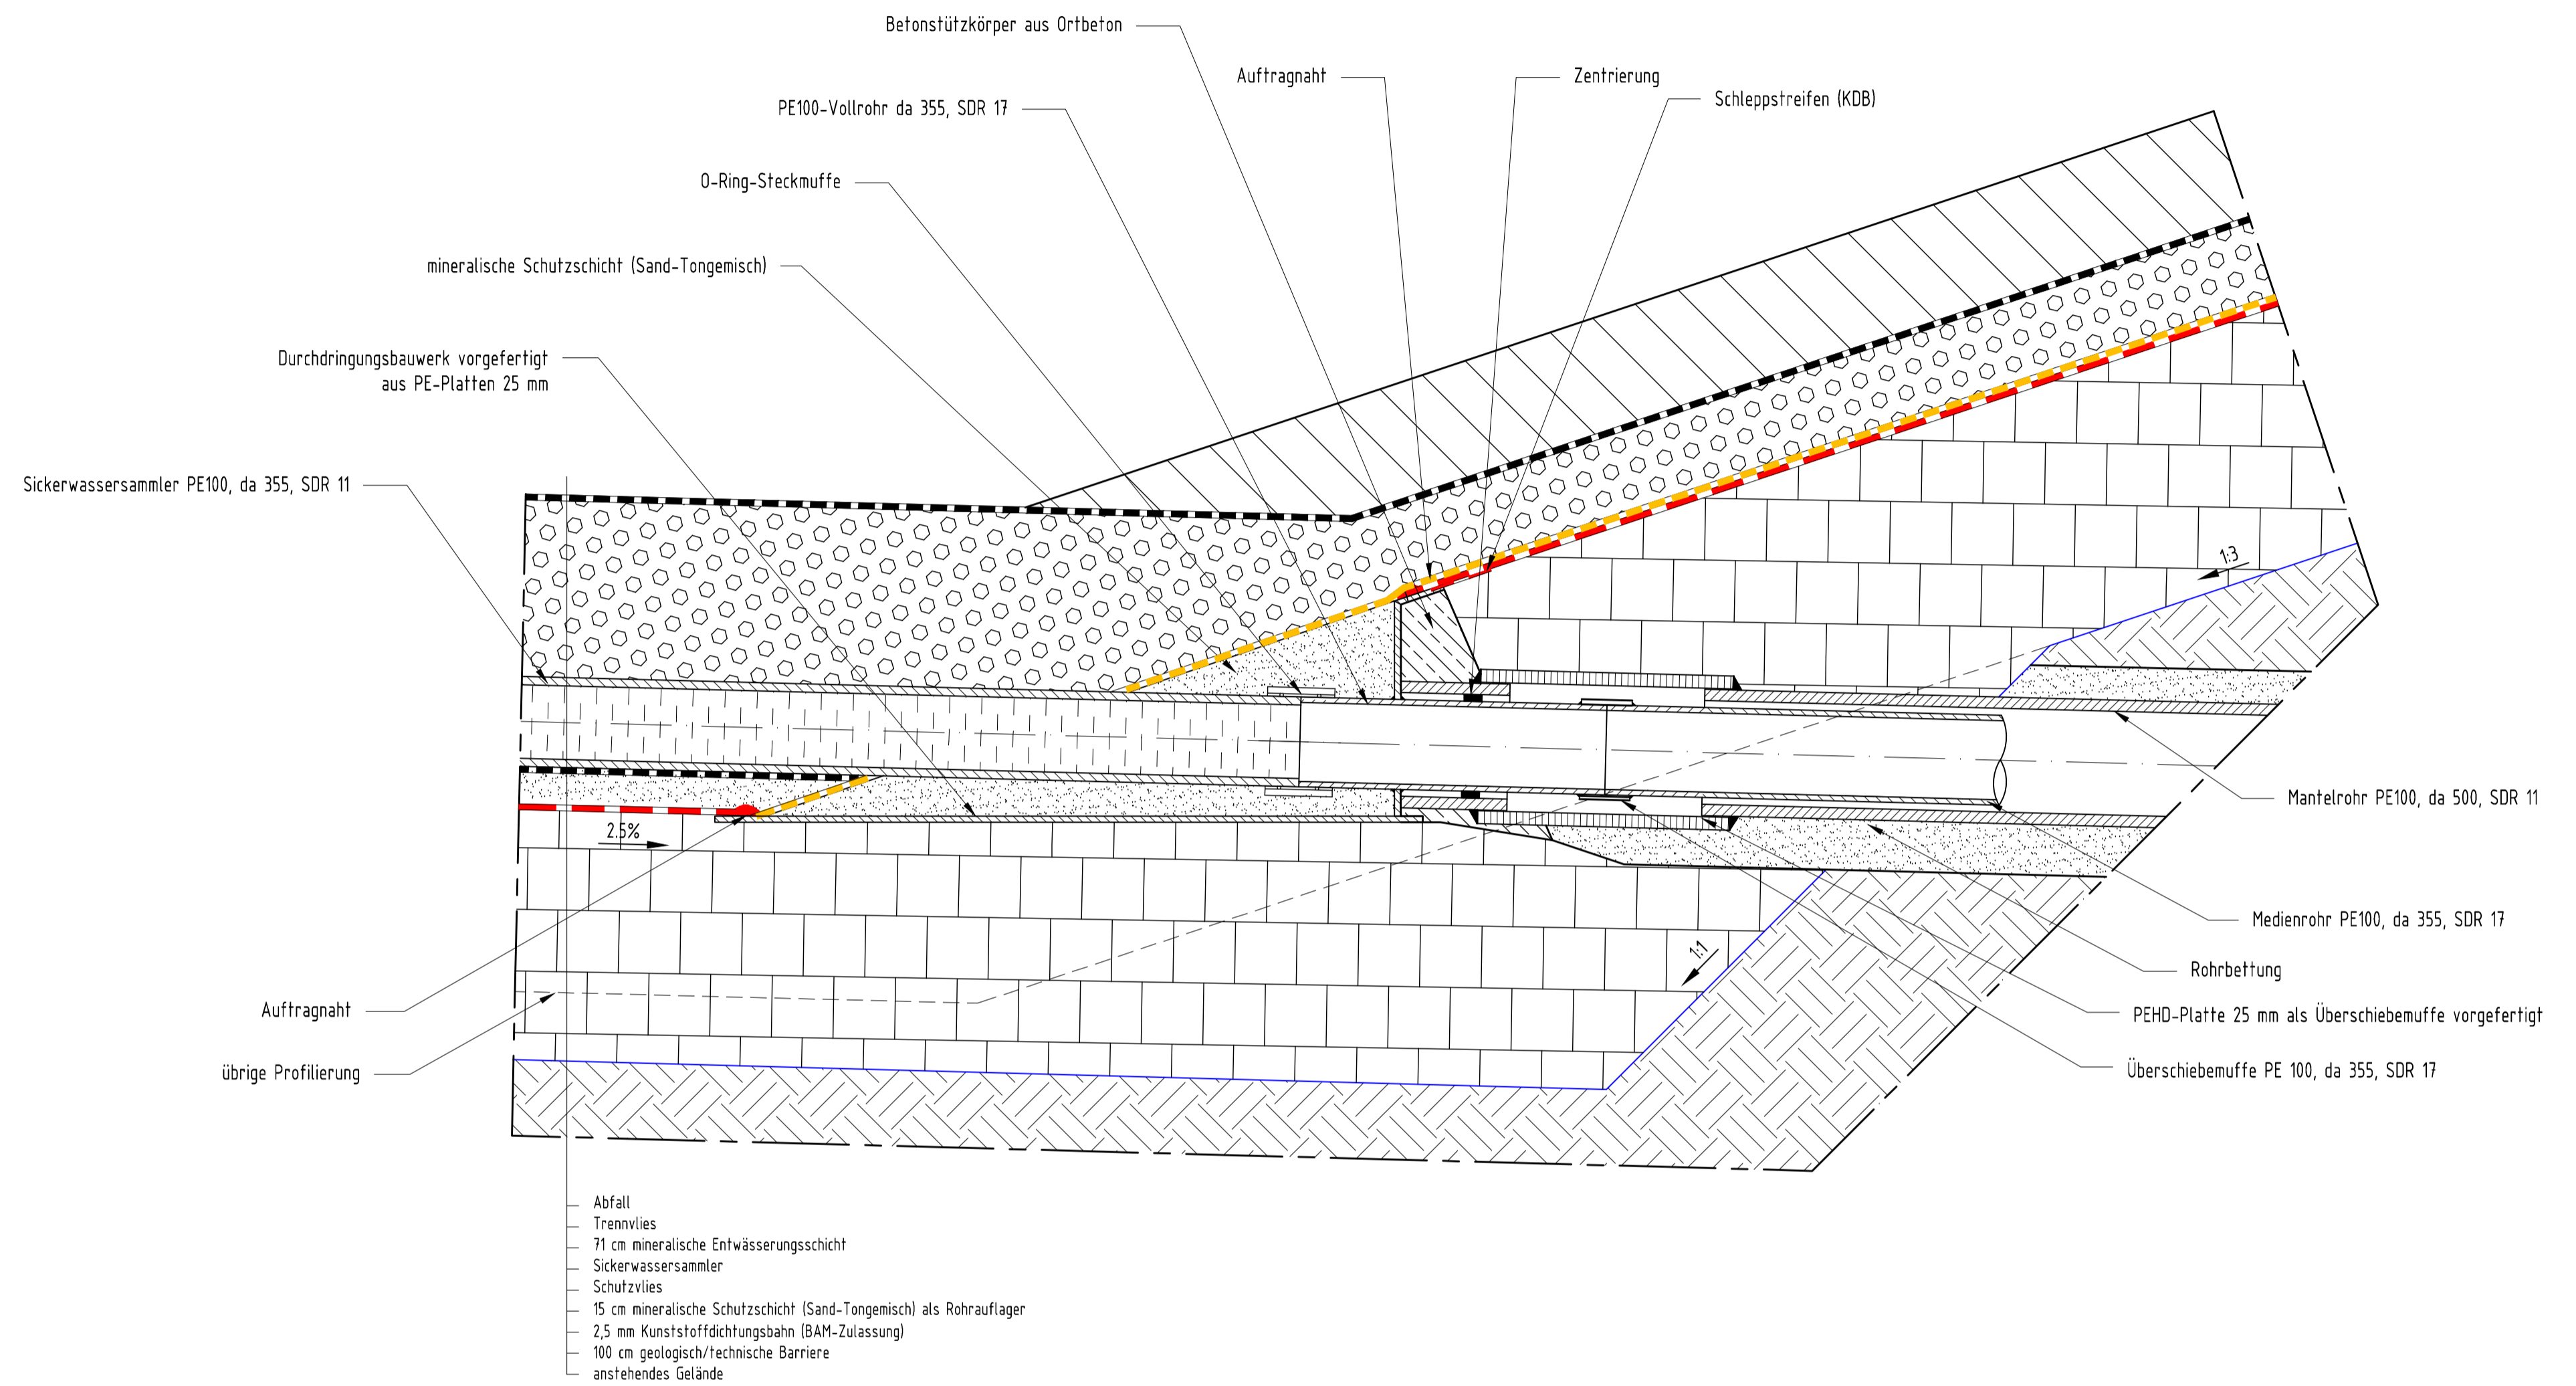 Betonstützkörper aus Ortbeton
Auftragnaht
Zentrierung
Schleppstreifen (KDB)
PE100-Vollrohr da 355, SDR 17
O-Ring-Steckmuffe
mineralische Schutzschicht (Sand-Tongemisch)
Durchdringungsbauwerk vorgefertigt
aus PE-Platten 25 mm
Sickerwassersammler PE100, da 355, SDR 11
1:3
2.5%
1:1
Mantelrohr PE100, da 500, SDR 11
Medienrohr PE100, da 355, SDR 17
Rohrbettung
PEHD-Platte 25 mm als Überschiebemuffe vorgefertigt
Überschiebemuffe PE 100, da 355, SDR 17
Auftragnaht
übrige Profilierung
Abfall
Trennvlies
71 cm mineralische Entwässerungsschicht
Sickerwassersammler
Schutzvlies
15 cm mineralische Schutzschicht (Sand-Tongemisch) als Rohrauflager
2,5 mm Kunststoffdichtungsbahn (BAM-Zulassung)
100 cm geologisch/technische Barriere
anstehendes Gelände